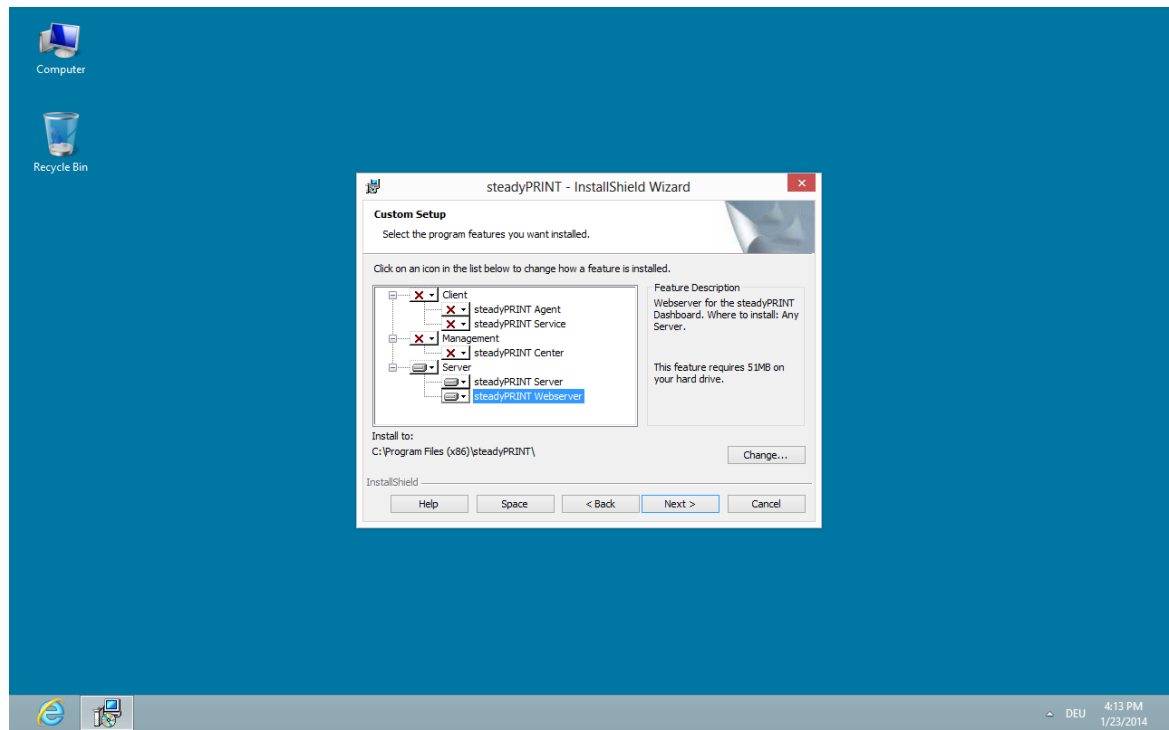 Computer
Recycle Bin
steadyPRINT - InstallShield Wizard
Custom Setup
Select the program features you want installed.
Click on an icon in the list below to change how a feature is installed.
Client
steadyPRINT Agent
steadyPRINT Service
Management
steadyPRINT Center
Server
steadyPRINT Server
steadyPRINT Webserver
Feature Description
Webserver for the steadyPRINT
Dashboard. Where to install: Any
Server.
This feature requires 51MB on
your hard drive.
Install to:
C:\Program Files (x86)\steadyPRINT\
Change...
InstallShield
Help
Space
< Back
Next >
Cancel
DEU
4:13 PM
1/23/2014